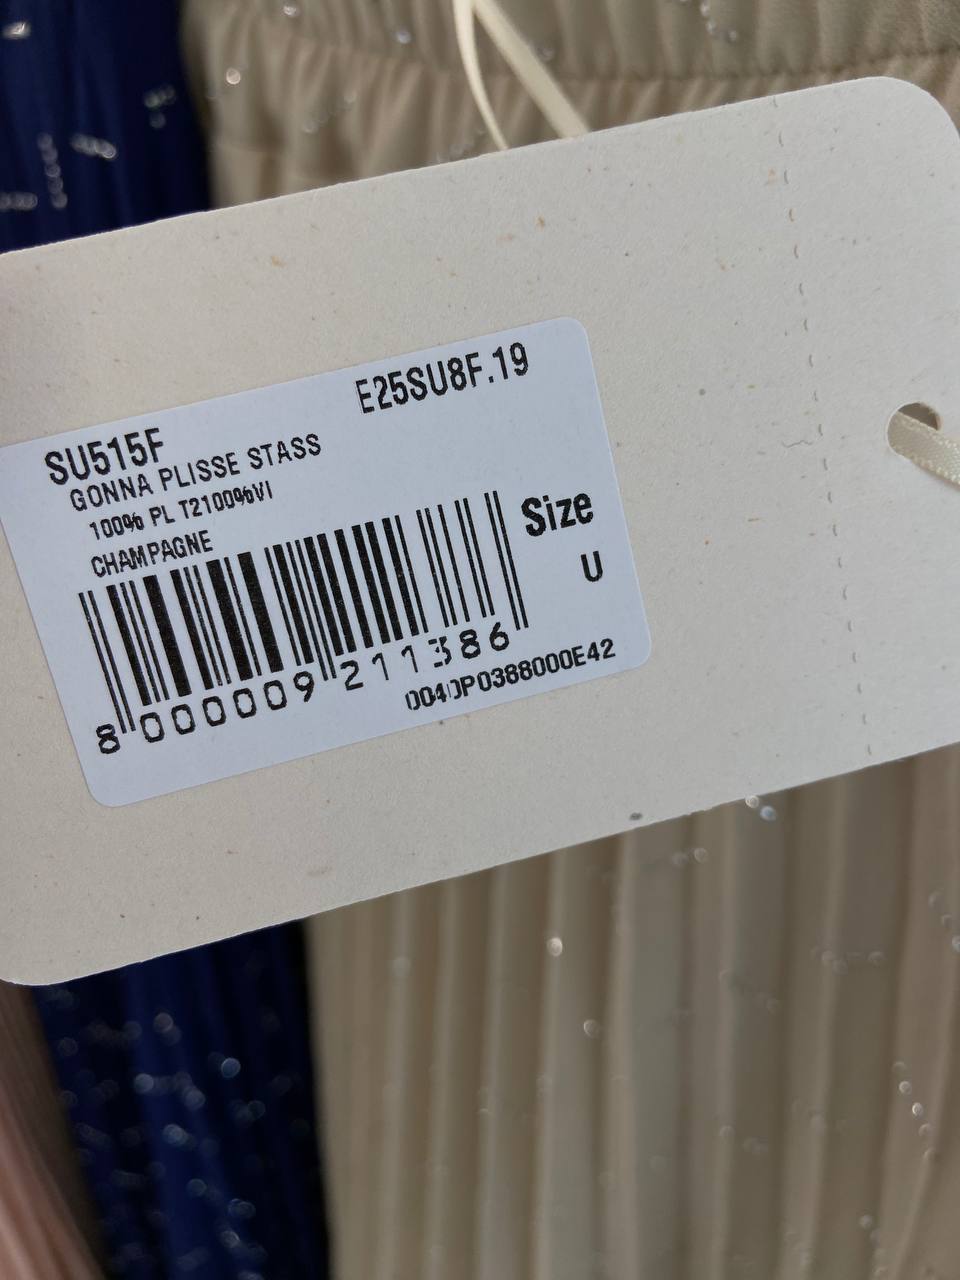 E25SU8F.19
SU515F
GONNA PLISSE STASS
100% PL T2100%VI
CHAMPAGNE
Size
U
8 000009 211386
0040P0388000E42